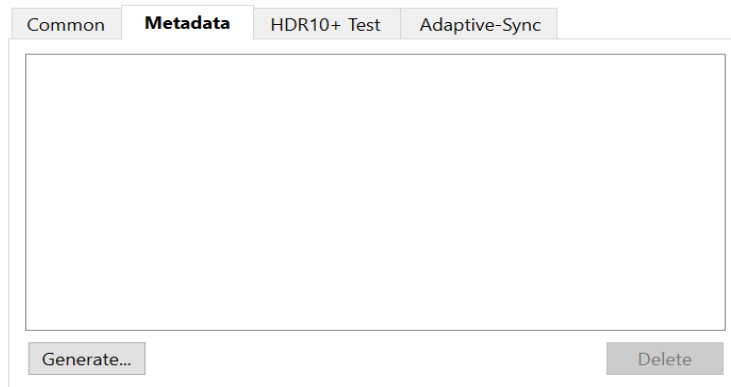 Common Metadata HDR10+ Test Adaptive-Sync
Generate... Delete